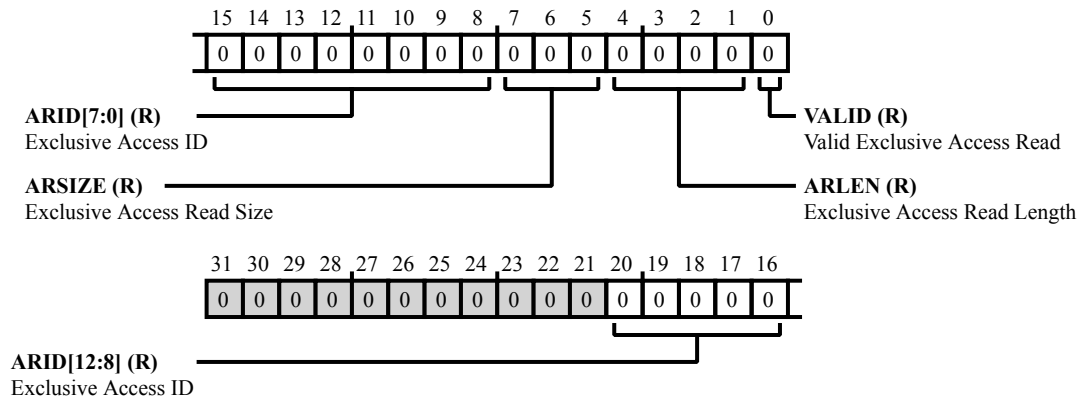 15 14 13 12 11 10 9 8 7 6 5 4 3 2 1 0
0 0 0 0 0 0 0 0 0 0 0 0 0 0 0 0
ARID[7:0] (R)
Exclusive Access ID
VALID (R)
Valid Exclusive Access Read
ARSIZE (R)
Exclusive Access Read Size
ARLEN (R)
Exclusive Access Read Length
31 30 29 28 27 26 25 24 23 22 21 20 19 18 17 16
0 0 0 0 0 0 0 0 0 0 0 0 0 0 0 0
ARID[12:8] (R)
Exclusive Access ID